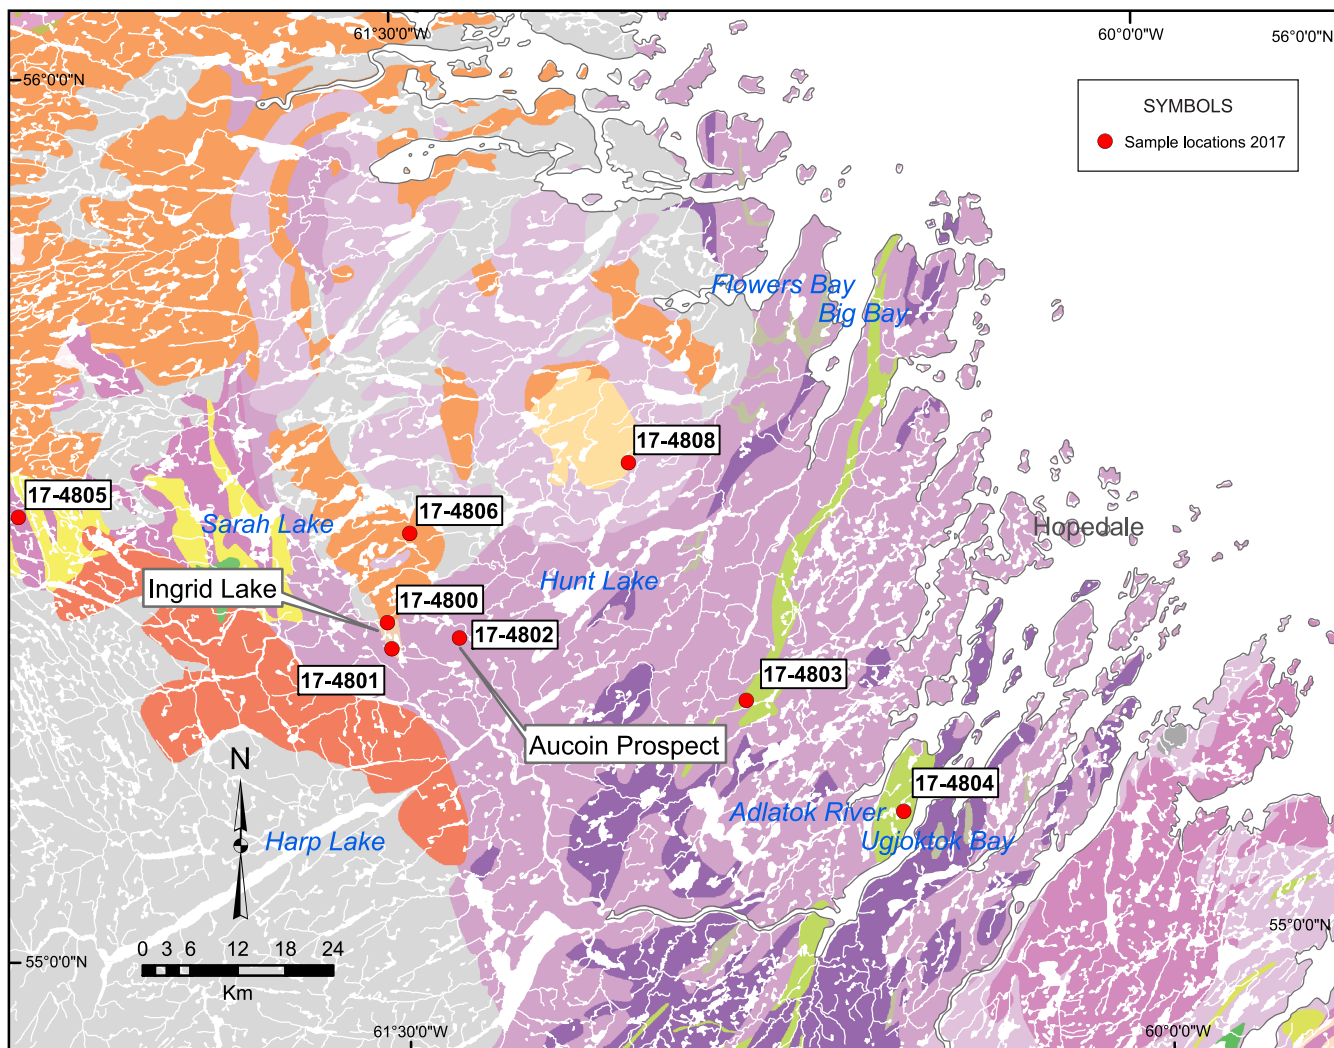 61°30'0"W
60°0'0"W
56°0'0"N
56°0'0"N
SYMBOLS
Sample locations 2017
Flowers Bay
Big Bay
17-4808
17-4805
17-4806
Sarah Lake
Hopedale
Hunt Lake
Ingrid Lake
17-4800
17-4802
17-4801
17-4803
Aucoin Prospect
N
17-4804
Adlatok River
Ugjoktok Bay
Harp Lake
55°0'0"N
0 3 6 12 18 24
Km
55°0'0"N
61°30'0"W
60°0'0"W